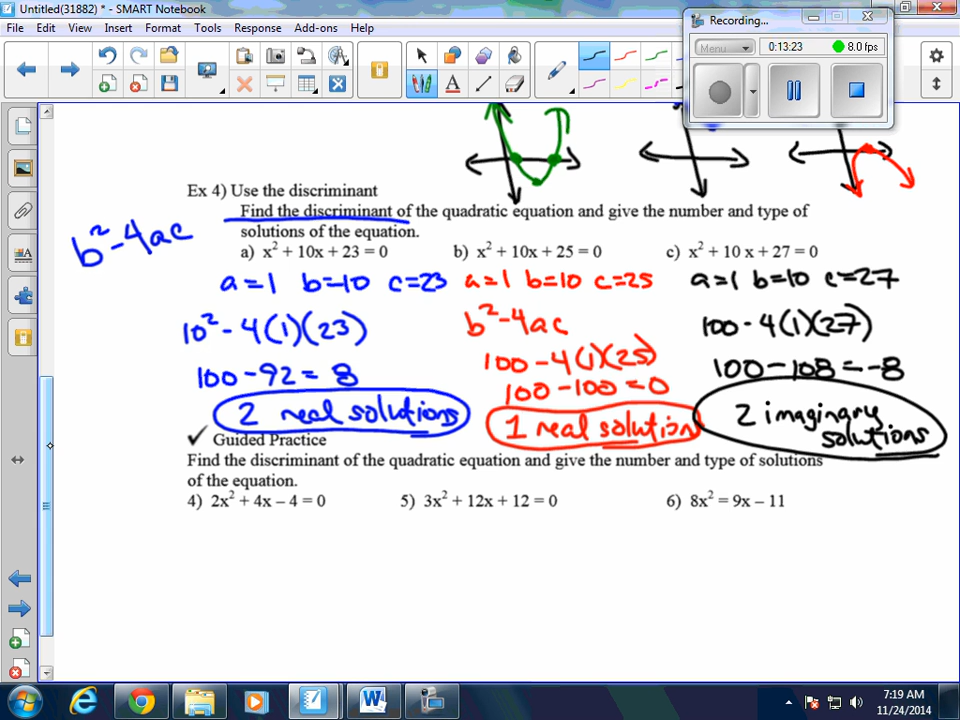 Untitled(31882) * - SMART Notebook
File Edit View Insert Format Tools Response Add-ons Help
Recording...
Menu 0:13:23 8.0 fps
Ex 4) Use the discriminant
Find the discriminant of the quadratic equation and give the number and type of
solutions of the equation.
b² - 4ac
a) x² + 10x + 23 = 0 b) x² + 10x + 25 = 0 c) x² + 10 x + 27 = 0
a=1 b=10 c=23 a=1 b=10 c=25 a=1 b=10 c=27
10² - 4(1)(23) b² - 4ac 100 - 4(1)(27)
100 - 92 = 8 100 - 4(1)(25) 100 - 108 = -8
100 - 100 = 0
2 real solutions 1 real solution 2 imaginary
solutions
✓ Guided Practice
Find the discriminant of the quadratic equation and give the number and type of solutions
of the equation.
4) 2x² + 4x – 4 = 0 5) 3x² + 12x + 12 = 0 6) 8x² = 9x – 11
7:19 AM
11/24/2014